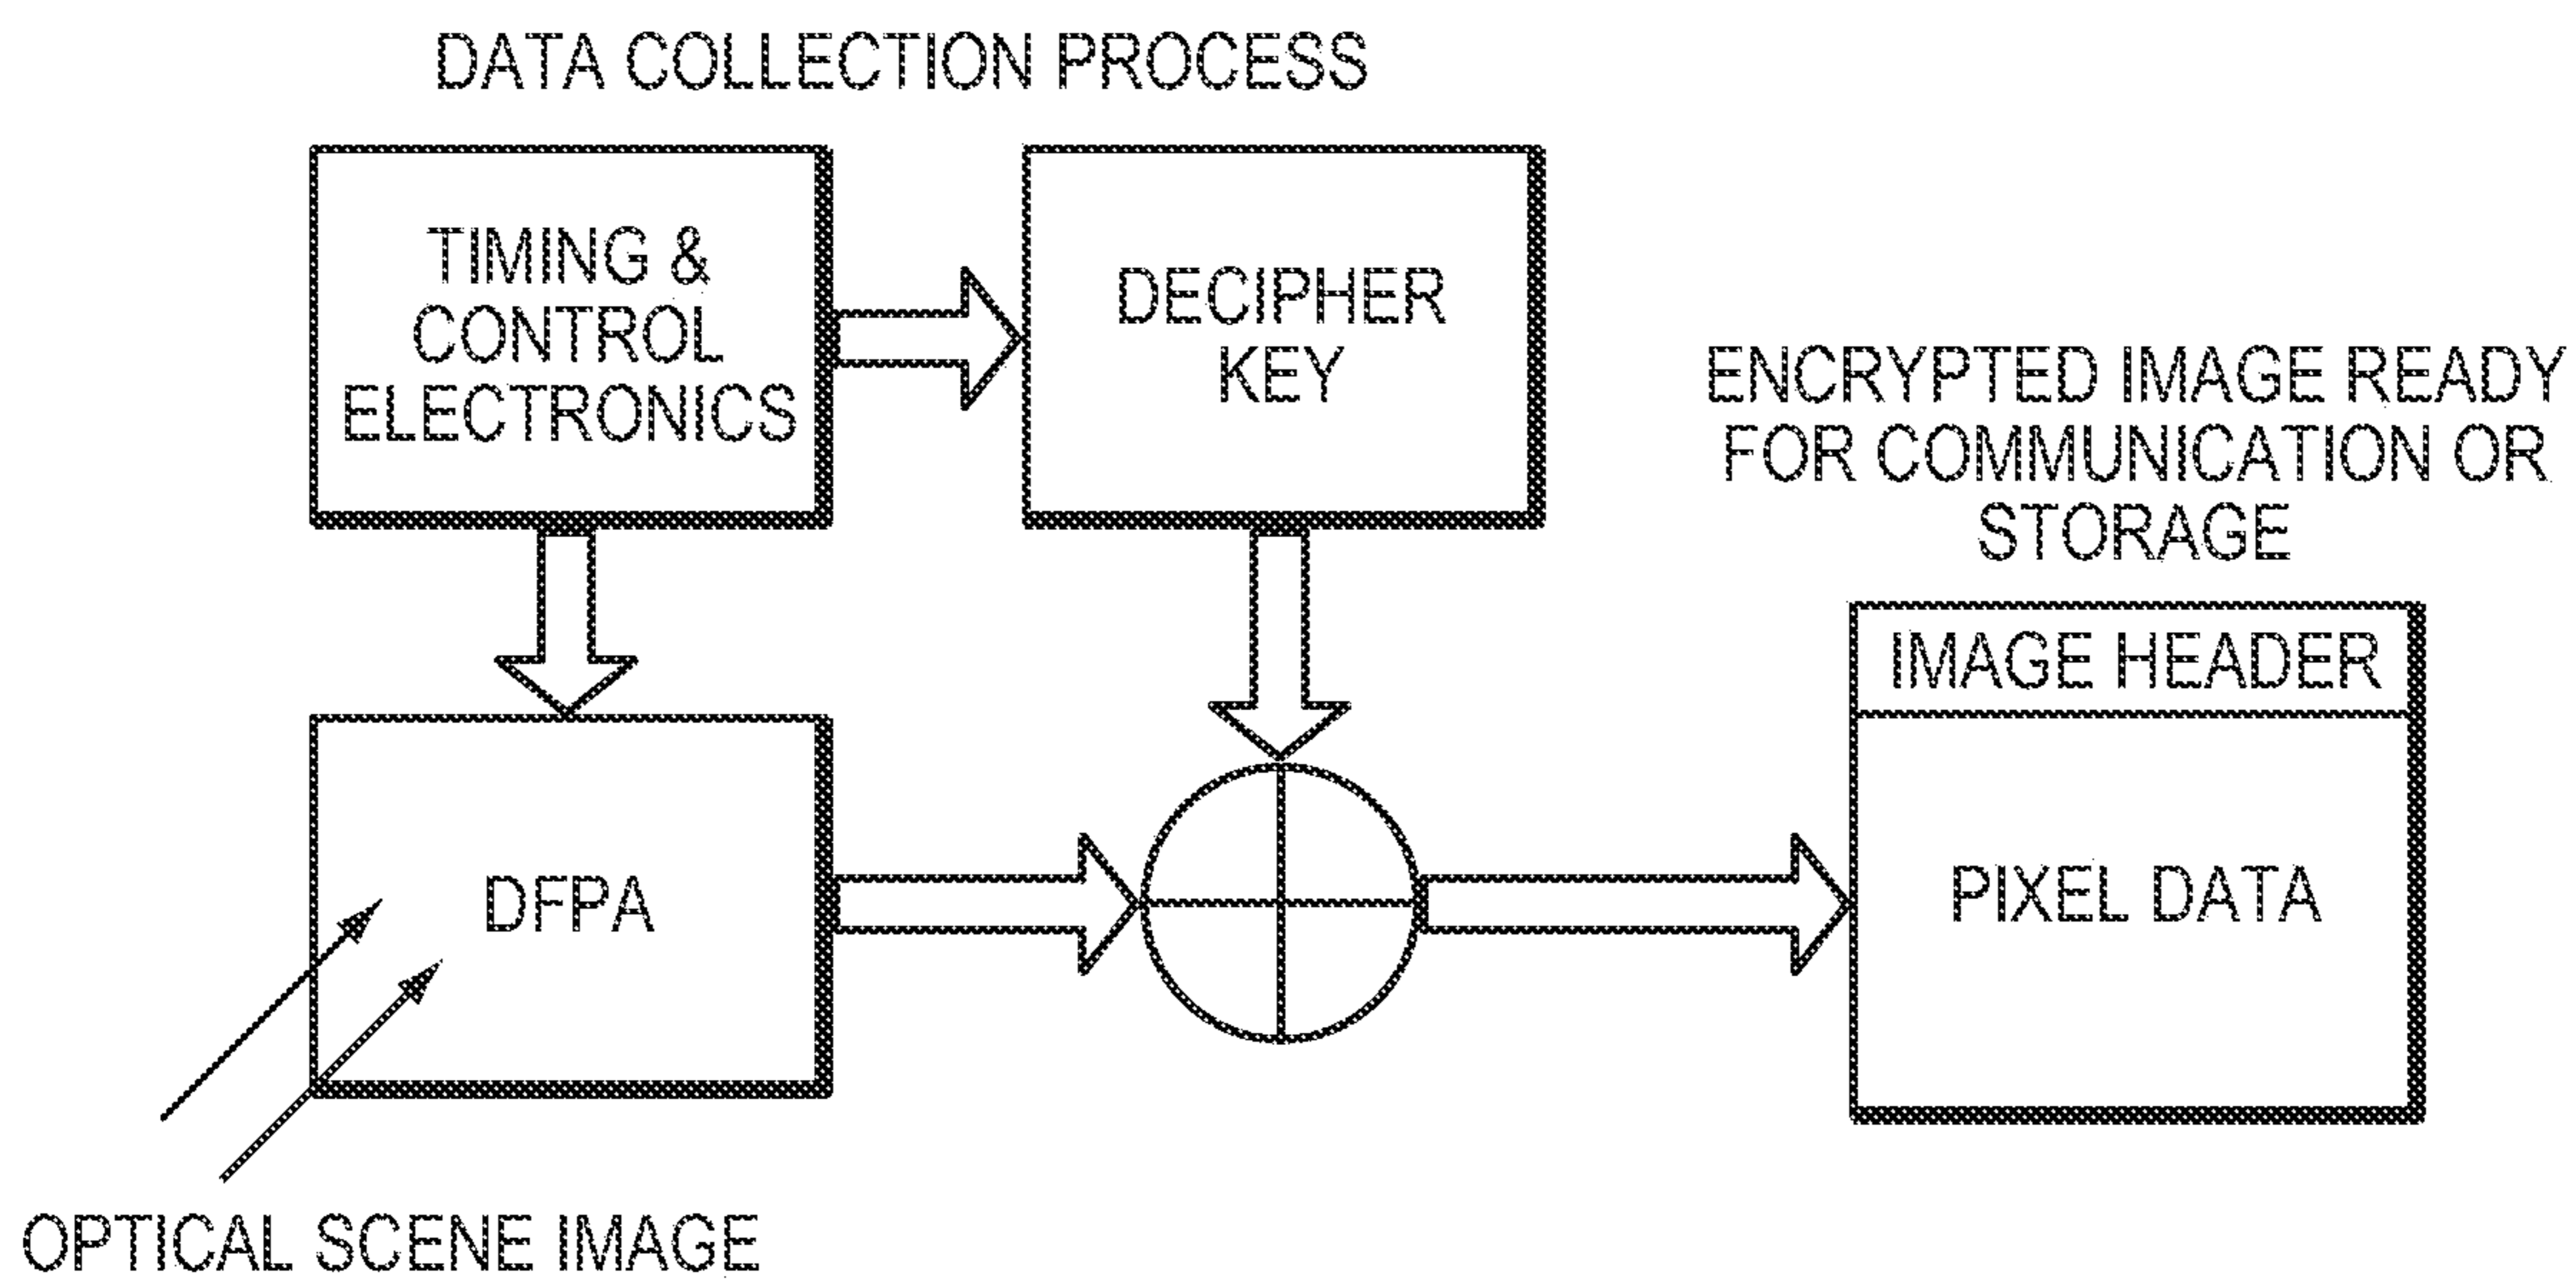 DATA COLLECTION PROCESS
TIMING &
CONTROL
ELECTRONICS
DECIPHER
KEY
ENCRYPTED IMAGE READY
FOR COMMUNICATION OR
STORAGE
IMAGE HEADER
PIXEL DATA
DFPA
OPTICAL SCENE IMAGE